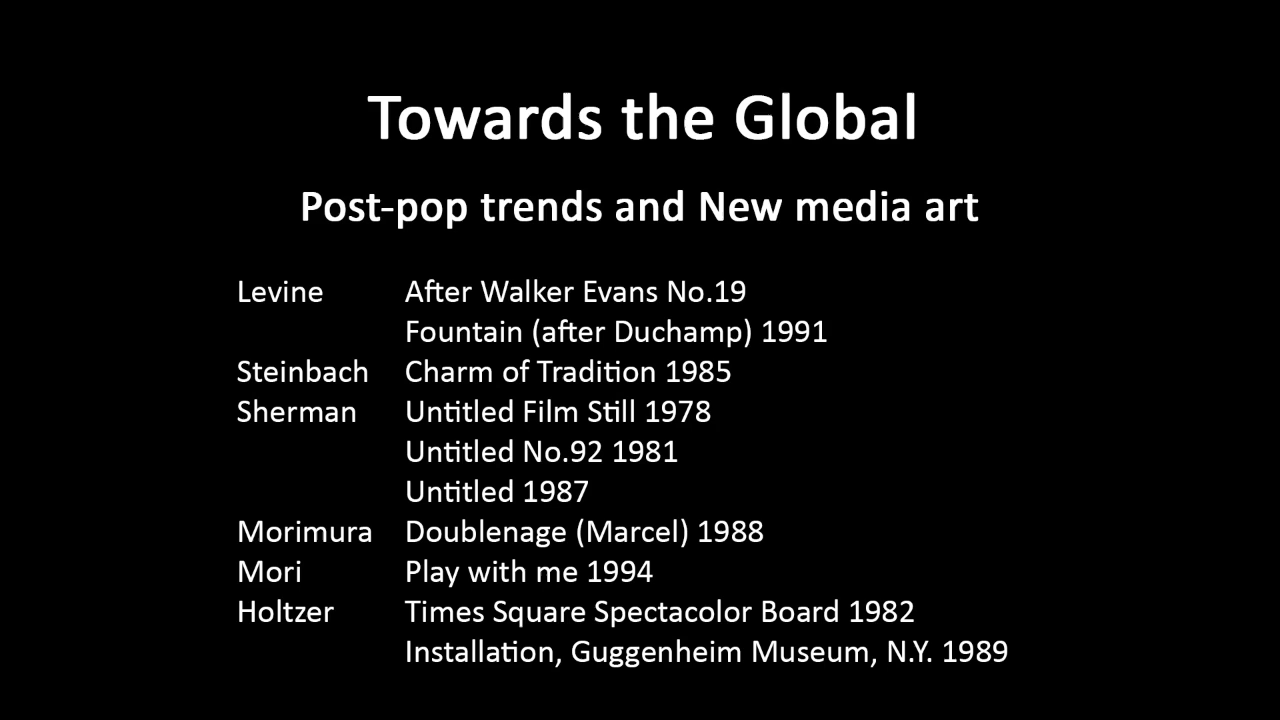 Towards the Global
Post-pop trends and New media art
Levine After Walker Evans No.19
Fountain (after Duchamp) 1991
Steinbach Charm of Tradition 1985
Sherman Untitled Film Still 1978
Untitled No.92 1981
Untitled 1987
Morimura Doublenage (Marcel) 1988
Mori Play with me 1994
Holtzer Times Square Spectacolor Board 1982
Installation, Guggenheim Museum, N.Y. 1989